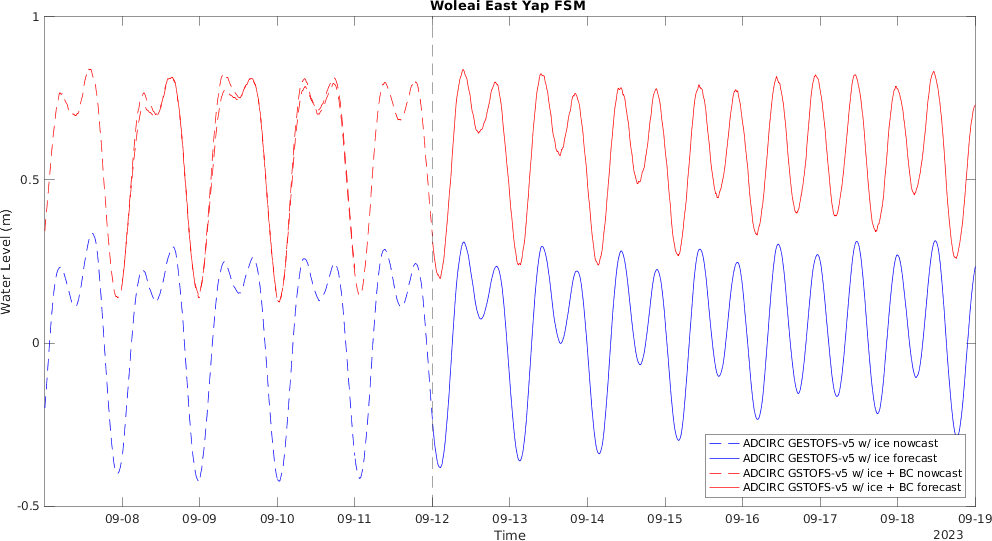 Woleai East Yap FSM
1
0.5
0
-0.5
Water Level (m)
ADCIRC GESTOFS-v5 w/ ice nowcast
ADCIRC GESTOFS-v5 w/ ice forecast
ADCIRC GSTOFS-v5 w/ ice + BC nowcast
ADCIRC GSTOFS-v5 w/ ice + BC forecast
09-08 09-09 09-10 09-11 09-12 09-13 09-14 09-15 09-16 09-17 09-18 09-19
Time
2023